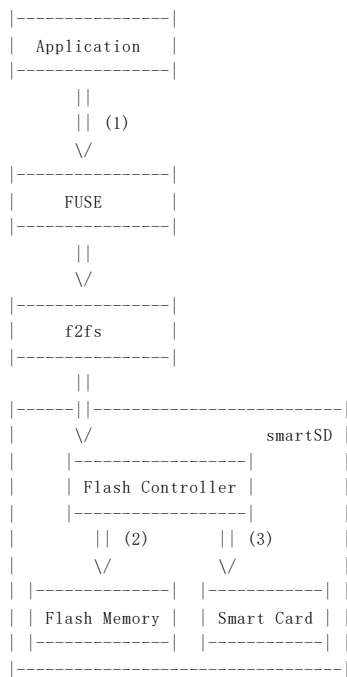 |----------------|
|  Application   |
|----------------|
       ||
       || (1)
       \/
|----------------|
|     FUSE       |
|----------------|
       ||
       \/
|----------------|
|     f2fs       |
|----------------|
       ||
|------||--------------------------|
|      \/                  smartSD |
|     |------------------|         |
|     | Flash Controller |         |
|     |------------------|         |
|        || (2)       || (3)       |
|        \/           \/           |
| |--------------|  |------------| |
| | Flash Memory |  | Smart Card | |
| |--------------|  |------------| |
|----------------------------------|